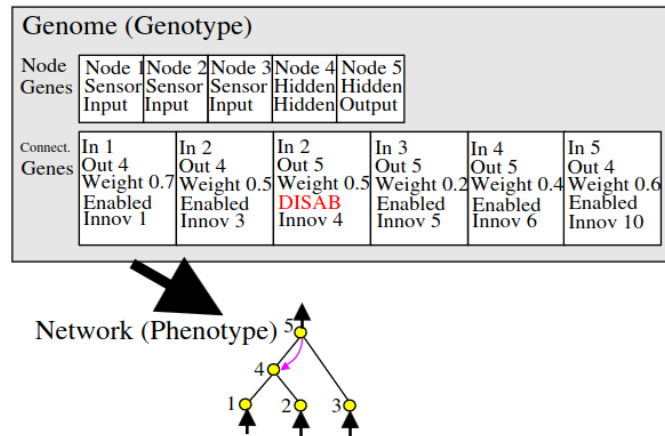 Genome (Genotype)
Node Genes
Node 1 Sensor Input
Node 2 Sensor Input
Node 3 Sensor Input
Node 4 Hidden Hidden
Node 5 Hidden Output
Connect. Genes
In 1
Out 4
Weight 0.7
Enabled
Innov 1
In 2
Out 4
Weight 0.5
Enabled
Innov 3
In 2
Out 5
Weight 0.5
DISAB
Innov 4
In 3
Out 5
Weight 0.2
Enabled
Innov 5
In 4
Out 5
Weight 0.4
Enabled
Innov 6
In 5
Out 4
Weight 0.6
Enabled
Innov 10
Network (Phenotype)
5
4
1
2
3